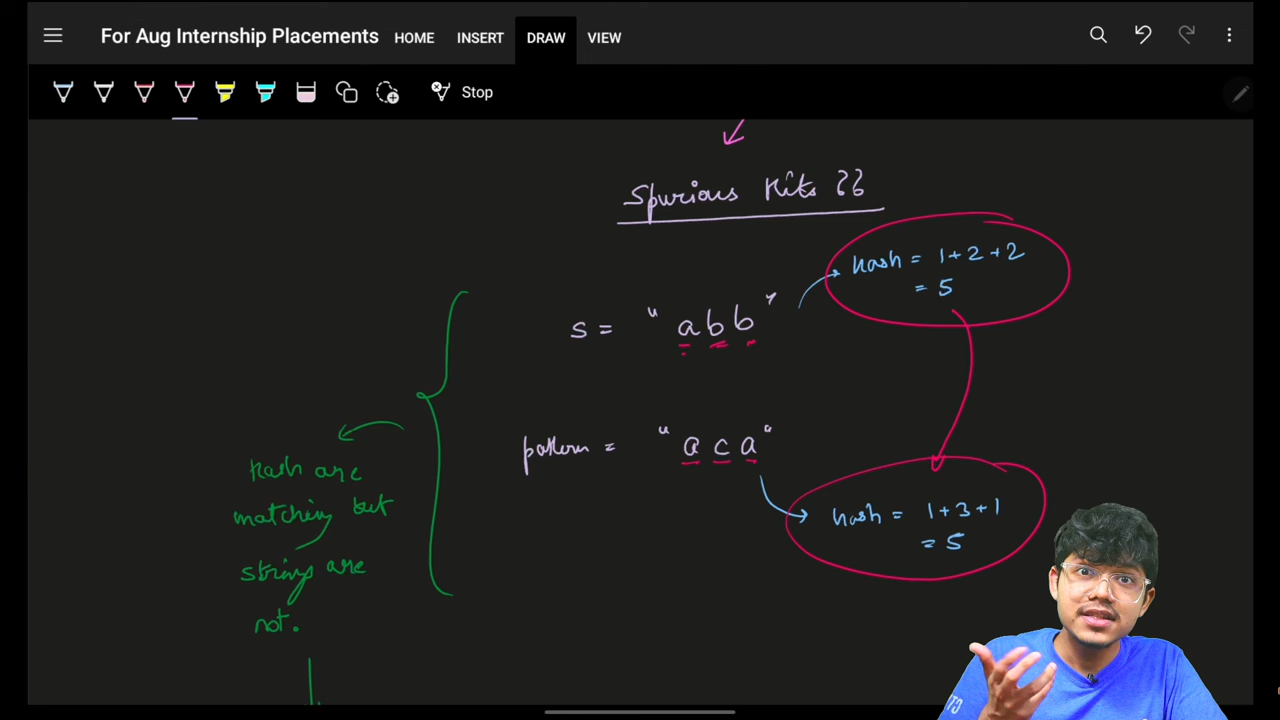 For Aug Internship Placements HOME INSERT DRAW VIEW
Stop
Spurious Hits ??
hash = 1+2+2
= 5
s = "abb"
pattern = "aca"
hash = 1+3+1
= 5
Hash are
matching but
strings are
not.